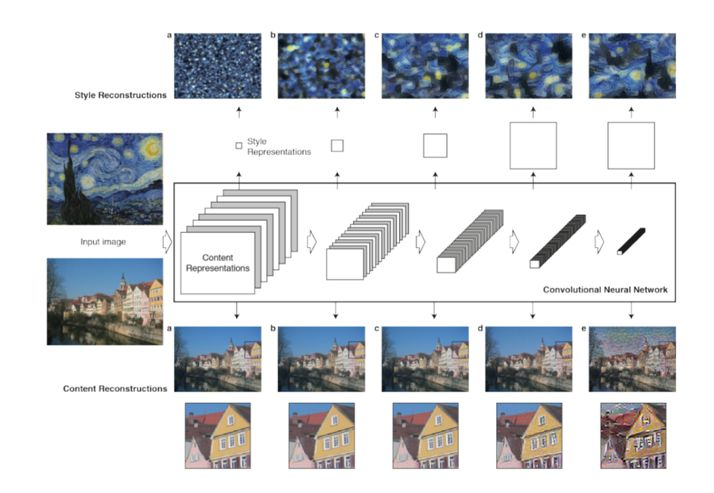 a b c d e
Style Reconstructions
Style
Representations
Input image
Content
Representations
Convolutional Neural Network
a b c d e
Content Reconstructions